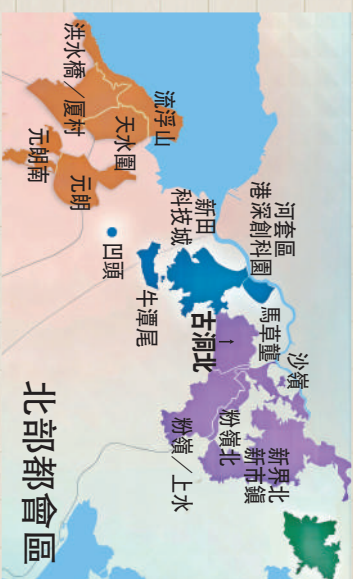 流浮山
天水圍
洪水橋／厦村
元朗
元朗南
河套區
港深創科園
新田
科技城
凹頭
牛潭尾
馬草壟
古洞北
沙嶺
新界北
新市鎮
粉嶺北
粉嶺／上水
北部都會區